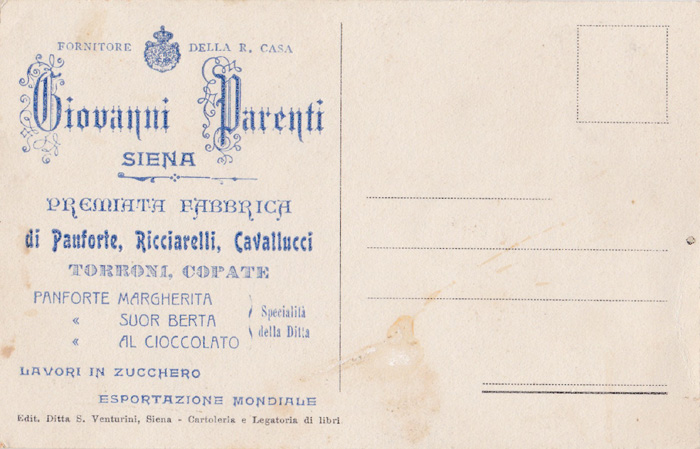 FORNITORE DELLA R. CASA
Giovanni Parenti
SIENA
PREMIATA FABBRICA
di Panforte, Ricciarelli, Cavallucci
TORRONI, COPATE
PANFORTE MARGHERITA
« SUOR BERTA
« AL CIOCCOLATO
Specialità
della Ditta
LAVORI IN ZUCCHERO
ESPORTAZIONE MONDIALE
Edit. Ditta S. Venturini, Siena - Cartoleria e Legatoria di libri